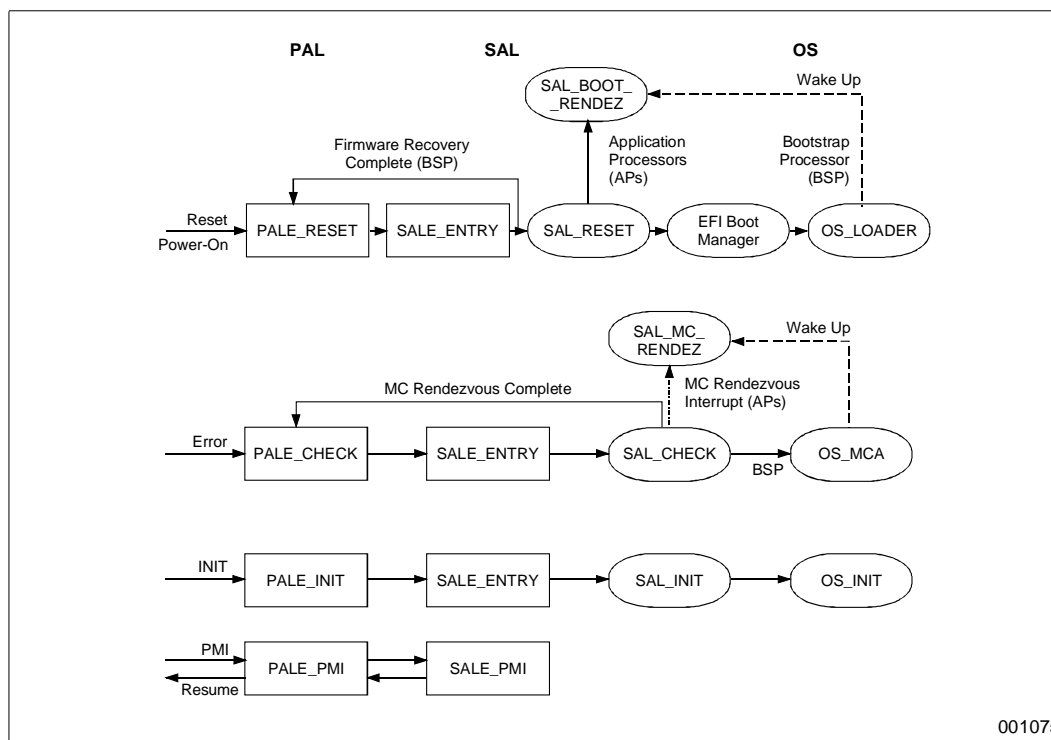 PAL
SAL
OS
SAL_BOOT_
_RENDEZ
Wake Up
Firmware Recovery
Complete (BSP)
Application
Processors
(APs)
Bootstrap
Processor
(BSP)
Reset
Power-On
PALE_RESET
SALE_ENTRY
SAL_RESET
EFI Boot
Manager
OS_LOADER
SAL_MC_
RENDEZ
Wake Up
MC Rendezvous Complete
MC Rendezvous
Interrupt (APs)
Error
PALE_CHECK
SALE_ENTRY
SAL_CHECK
BSP
OS_MCA
INIT
PALE_INIT
SALE_ENTRY
SAL_INIT
OS_INIT
PMI
Resume
PALE_PMI
SALE_PMI